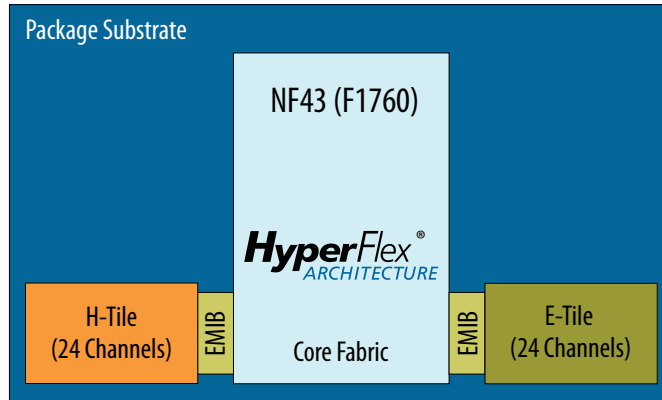 Package Substrate
NF43 (F1760)
HyperFlex®
ARCHITECTURE
H-Tile
(24 Channels)
EMIB
Core Fabric
EMIB
E-Tile
(24 Channels)